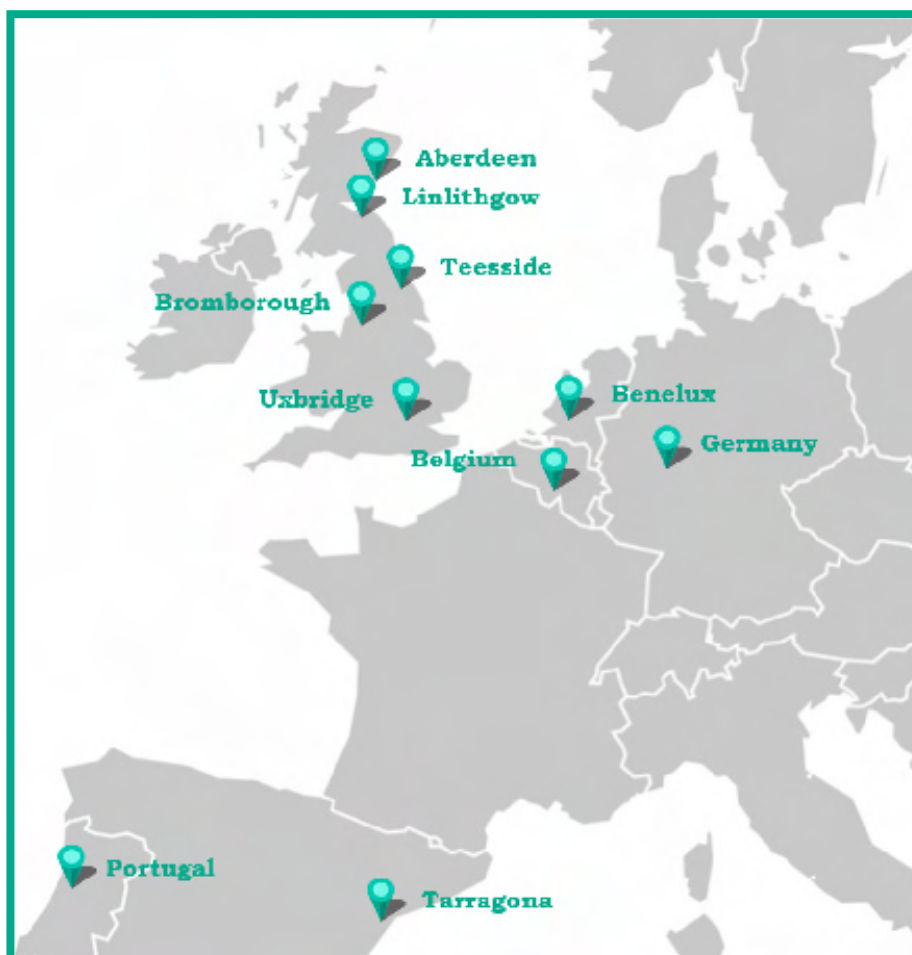 Aberdeen
Linlithgow
Teesside
Bromborough
Uxbridge
Benelux
Germany
Belgium
Portugal
Tarragona